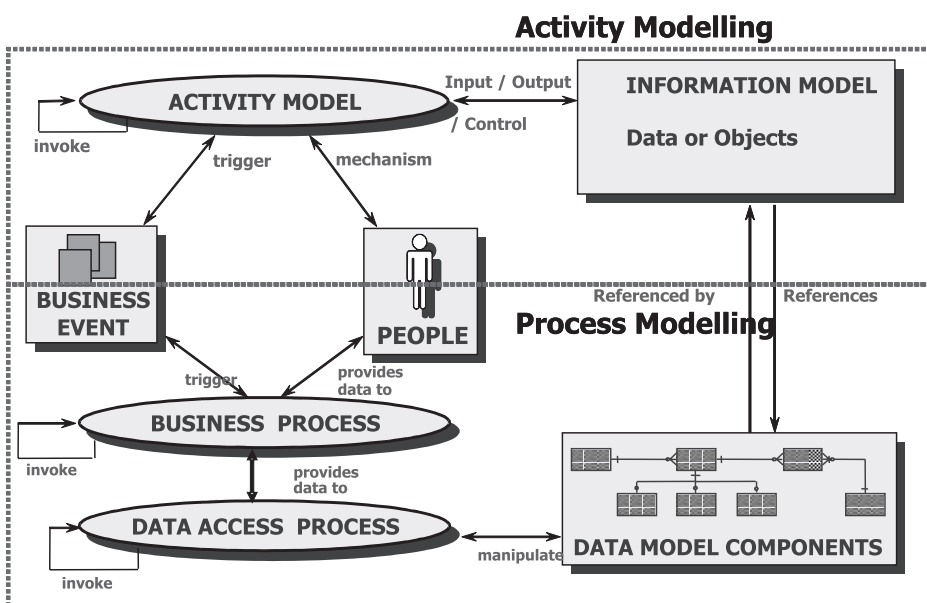 Activity Modelling
ACTIVITY MODEL
Input / Output
/ Control
INFORMATION MODEL
Data or Objects
invoke
trigger
mechanism
BUSINESS
EVENT
PEOPLE
Referenced by
References
Process Modelling
trigger
provides
data to
BUSINESS PROCESS
invoke
provides
data to
DATA ACCESS PROCESS
manipulate
DATA MODEL COMPONENTS
invoke